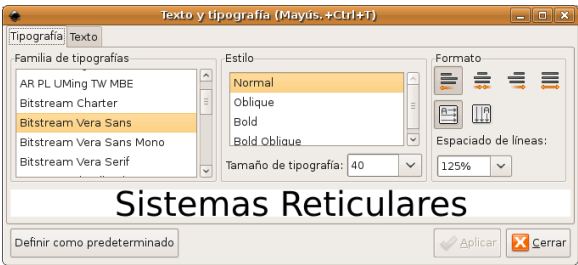 Texto y tipografía (Mayús.+Ctrl+T)
Tipografía Texto
Familia de tipografías
AR PL UMing TW MBE
Bitstream Charter
Bitstream Vera Sans
Bitstream Vera Sans Mono
Bitstream Vera Serif
Estilo
Normal
Oblique
Bold
Bold Oblique
Tamaño de tipografía: 40
Formato
Espaciado de líneas:
125%
Sistemas Reticulares
Definir como predeterminado
Aplicar
Cerrar